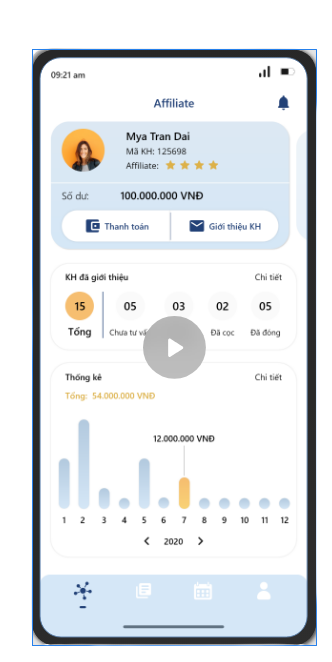 09:21 am
Affiliate
Mya Tran Dai
Mã KH: 125698
Affiliate:
Số dư: 100.000.000 VNĐ
Thanh toán Giới thiệu KH
KH đã giới thiệu Chi tiết
15 05 03 02 05
Tổng Chưa tư Đã cọc Đã đóng
Thống kê Chi tiết
Tổng: 54.000.000 VNĐ
12.000.000 VNĐ
1 2 3 4 5 6 7 8 9 10 11 12
2020